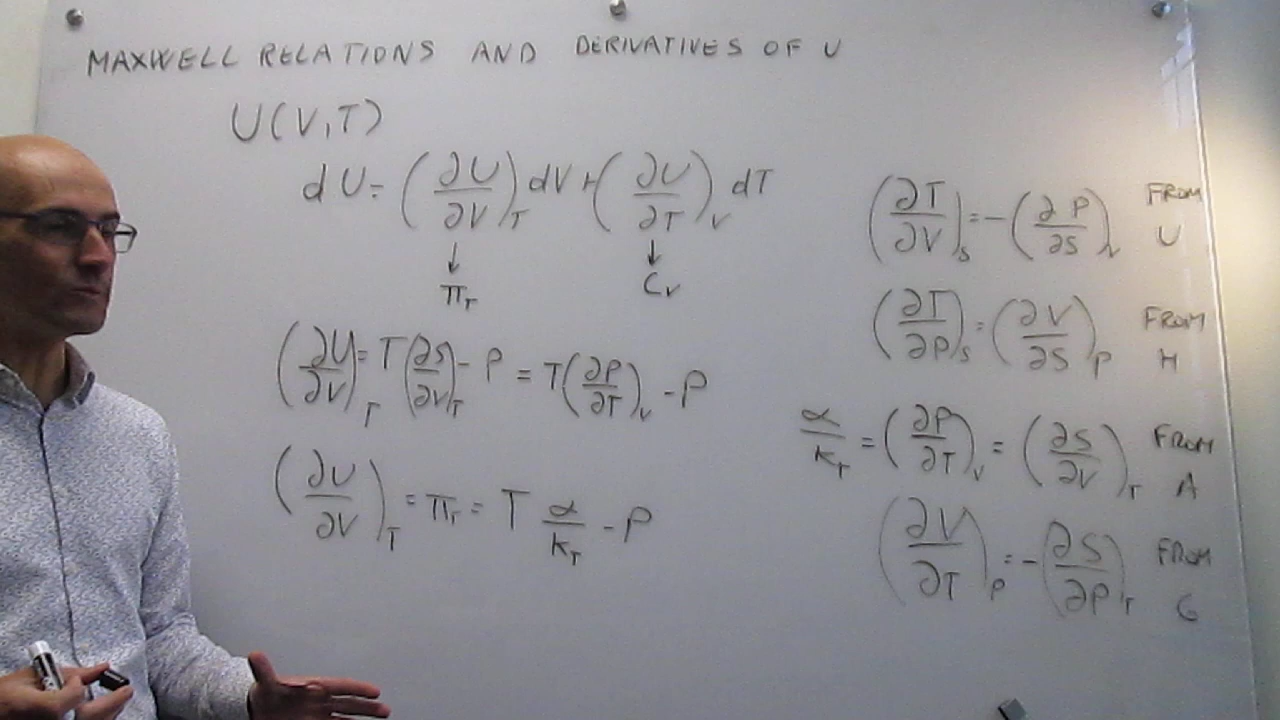 MAXWELL RELATIONS AND DERIVATIVES OF U
U(V,T)
dU = (∂U/∂V)_T dV + (∂U/∂T)_V dT
↓ ↓
π_T C_V
(∂U/∂V)_T = T(∂S/∂V)_T - P = T(∂P/∂T)_V - P
(∂U/∂V)_T = π_T = T α/κ_T - P
(∂T/∂V)_S = -(∂P/∂S)_V FROM U
(∂T/∂P)_S = (∂V/∂S)_P FROM H
α/κ_T = (∂P/∂T)_V = (∂S/∂V)_T FROM A
(∂V/∂T)_P = -(∂S/∂P)_T FROM G